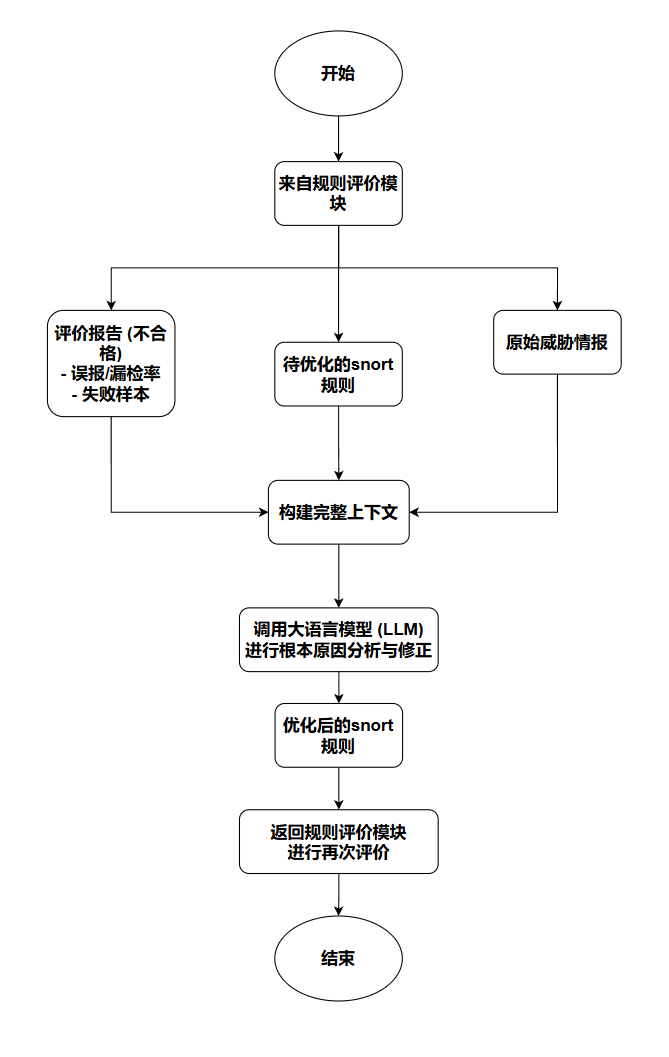 开始
来自规则评价模
块
评价报告 (不合
格)
- 误报/漏检率
- 失败样本
待优化的snort
规则
原始威胁情报
构建完整上下文
调用大语言模型 (LLM)
进行根本原因分析与修正
优化后的snort
规则
返回规则评价模块
进行再次评价
结束